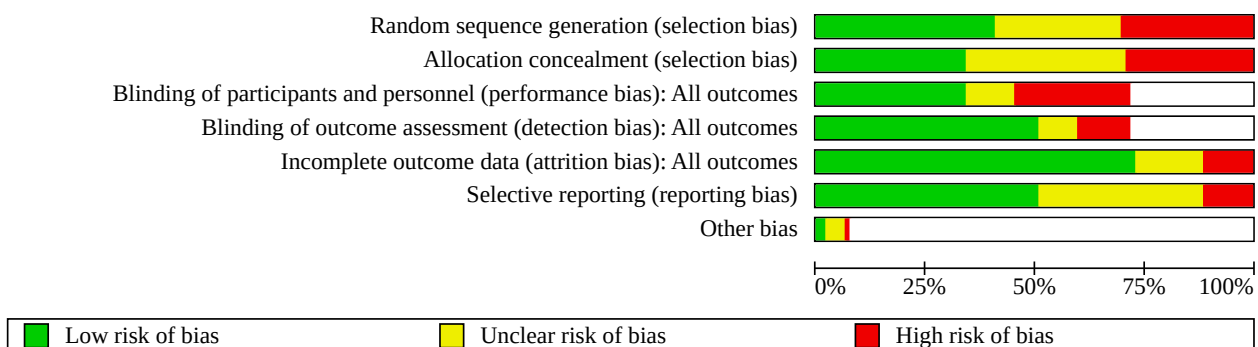 Random sequence generation (selection bias)
Allocation concealment (selection bias)
Blinding of participants and personnel (performance bias): All outcomes
Blinding of outcome assessment (detection bias): All outcomes
Incomplete outcome data (attrition bias): All outcomes
Selective reporting (reporting bias)
Other bias
0% 25% 50% 75% 100%
Low risk of bias Unclear risk of bias High risk of bias